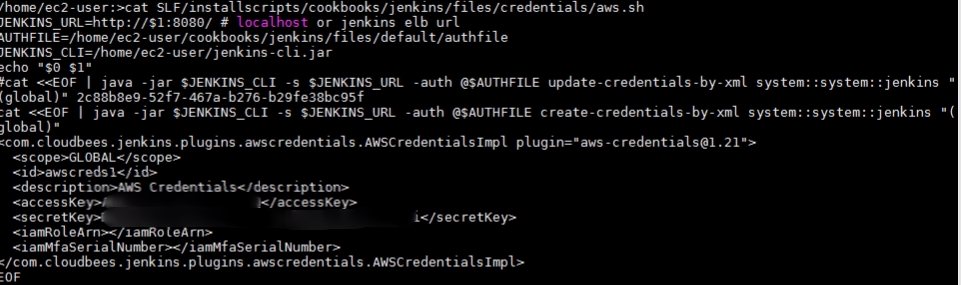 /home/ec2-user:>cat SLF/installscripts/cookbooks/jenkins/files/credentials/aws.sh
JENKINS_URL=http://$1:8080/ # localhost or jenkins elb url
AUTHFILE=/home/ec2-user/cookbooks/jenkins/files/default/authfile
JENKINS_CLI=/home/ec2-user/jenkins-cli.jar
echo "$0 $1"
#cat <<EOF | java -jar $JENKINS_CLI -s $JENKINS_URL -auth @$AUTHFILE update-credentials-by-xml system::system::jenkins "
(global)" 2c88b8e9-52f7-467a-b276-b29fe38bc95f
cat <<EOF | java -jar $JENKINS_CLI -s $JENKINS_URL -auth @$AUTHFILE create-credentials-by-xml system::system::jenkins "(
global)"
<com.cloudbees.jenkins.plugins.awscredentials.AWSCredentialsImpl plugin="aws-credentials@1.21">
  <scope>GLOBAL</scope>
  <id>awscreds1</id>
  <description>AWS Credentials</description>
  <accessKey></accessKey>
  <secretKey></secretKey>
  <iamRoleArn></iamRoleArn>
  <iamMfaSerialNumber></iamMfaSerialNumber>
</com.cloudbees.jenkins.plugins.awscredentials.AWSCredentialsImpl>
EOF